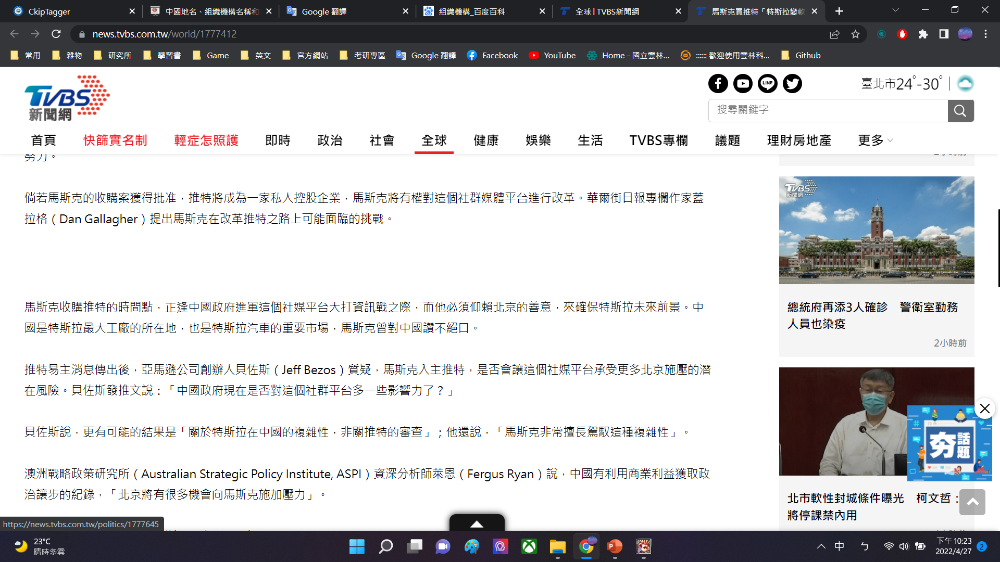 CkipTagger
中國地名、組織機構名稱和
Google 翻譯
組織機構_百度百科
全球 | TVBS新聞網
馬斯克買推特「特斯拉變軟
news.tvbs.com.tw/world/1777412
常用
雜物
研究所
學習書
Game
英文
官方網站
考研專區
Google 翻譯
Facebook
YouTube
Home - 國立雲林...
:::::: 歡迎使用雲林科...
Github
TVBS
新聞網
LINE
臺北市24°-30°
搜尋關鍵字
首頁
快篩實名制
輕症怎照護
即時
政治
社會
全球
健康
娛樂
生活
TVBS專欄
議題
理財房地產
更多
努力。
倘若馬斯克的收購案獲得批准，推特將成為一家私人控股企業，馬斯克將有權對這個社群媒體平台進行改革。華爾街日報專欄作家蓋
拉格（Dan Gallagher）提出馬斯克在改革推特之路上可能面臨的挑戰。
馬斯克收購推特的時間點，正逢中國政府進軍這個社媒平台大打資訊戰之際，而他必須仰賴北京的善意，來確保特斯拉未來前景。中
國是特斯拉最大工廠的所在地，也是特斯拉汽車的重要市場，馬斯克曾對中國讚不絕口。
推特易主消息傳出後，亞馬遜公司創辦人貝佐斯（Jeff Bezos）質疑，馬斯克入主推特，是否會讓這個社媒平台承受更多北京施壓的潛
在風險。貝佐斯發推文說：「中國政府現在是否對這個社群平台多一些影響力了？」
貝佐斯說，更有可能的結果是「關於特斯拉在中國的複雜性，非關推特的審查」；他還說，「馬斯克非常擅長駕馭這種複雜性」。
澳洲戰略政策研究所（Australian Strategic Policy Institute, ASPI）資深分析師萊恩（Fergus Ryan）說，中國有利用商業利益獲取政
治讓步的紀錄，「北京將有很多機會向馬斯克施加壓力」。
TVBS
新聞網
總統府再添3人確診　警衛室勤務
人員也染疫
2小時前
夯話題
北市軟性封城條件曝光　柯文哲：
將停課禁內用
https://news.tvbs.com.tw/politics/1777645
23°C
晴時多雲
中
ㄣ
下午 10:23
2022/4/27
2